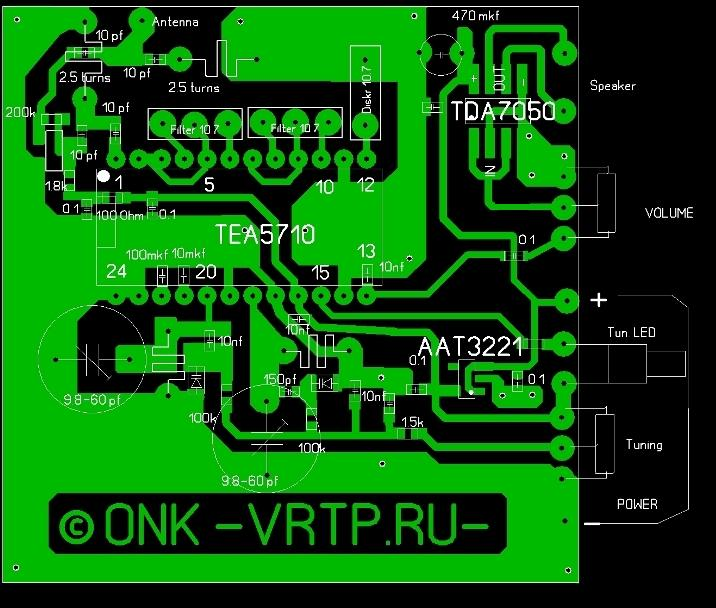 470 mkf
Antenna
10 pf
10 pf
2.5 turns
2.5 turns
Diskr 10.7
OUT
+
−
TDA7050
Speaker
10 pf
200k
Filter 10.7
Filter 10.7
10 pf
IN
18k
1
5
10
12
0.1
100 Ohm
0.1
VOLUME
TEA5710
0.1
100mkf
10mkf
13
24
20
15
10nf
+
10nf
10nf
AAT3221
Tun LED
0.1
150pf
0.1
9.8-60 pf
10nf
100k
1.5k
100k
Tuning
9.8-60 pf
POWER
© ONK -VRTP.RU-
−